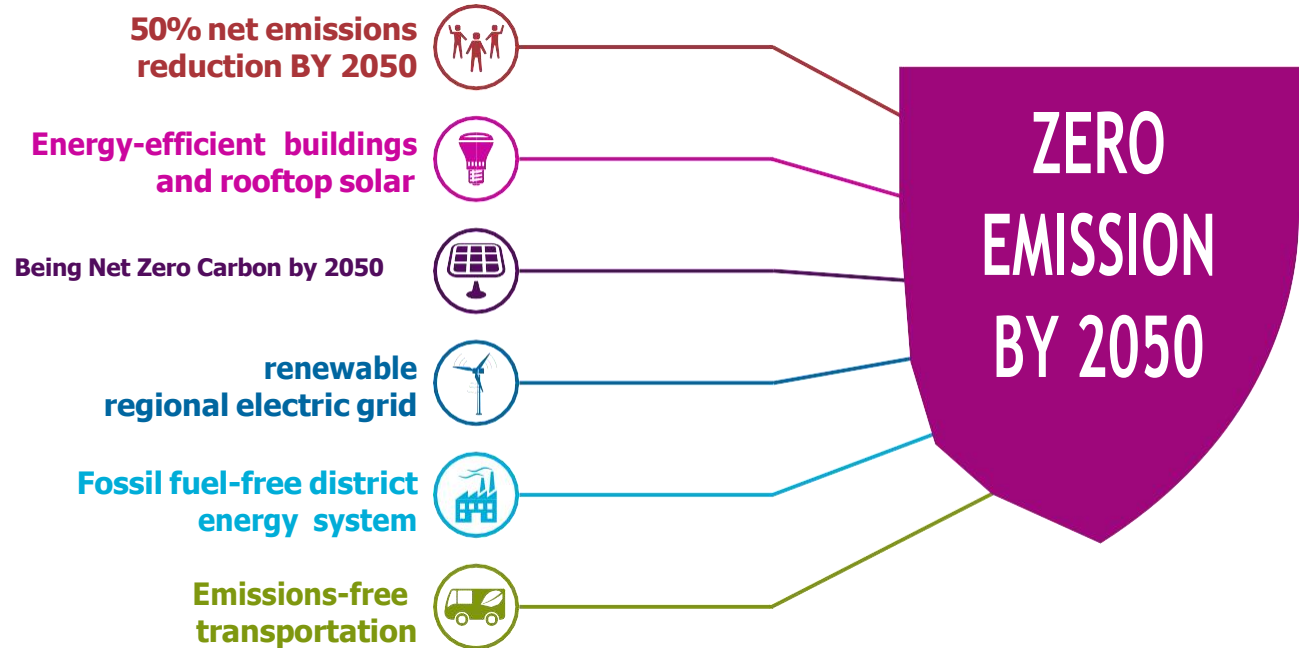 50% net emissions
reduction BY 2050
Energy-efficient buildings
and rooftop solar
Being Net Zero Carbon by 2050
renewable
regional electric grid
Fossil fuel-free district
energy system
Emissions-free
transportation
ZERO
EMISSION
BY 2050